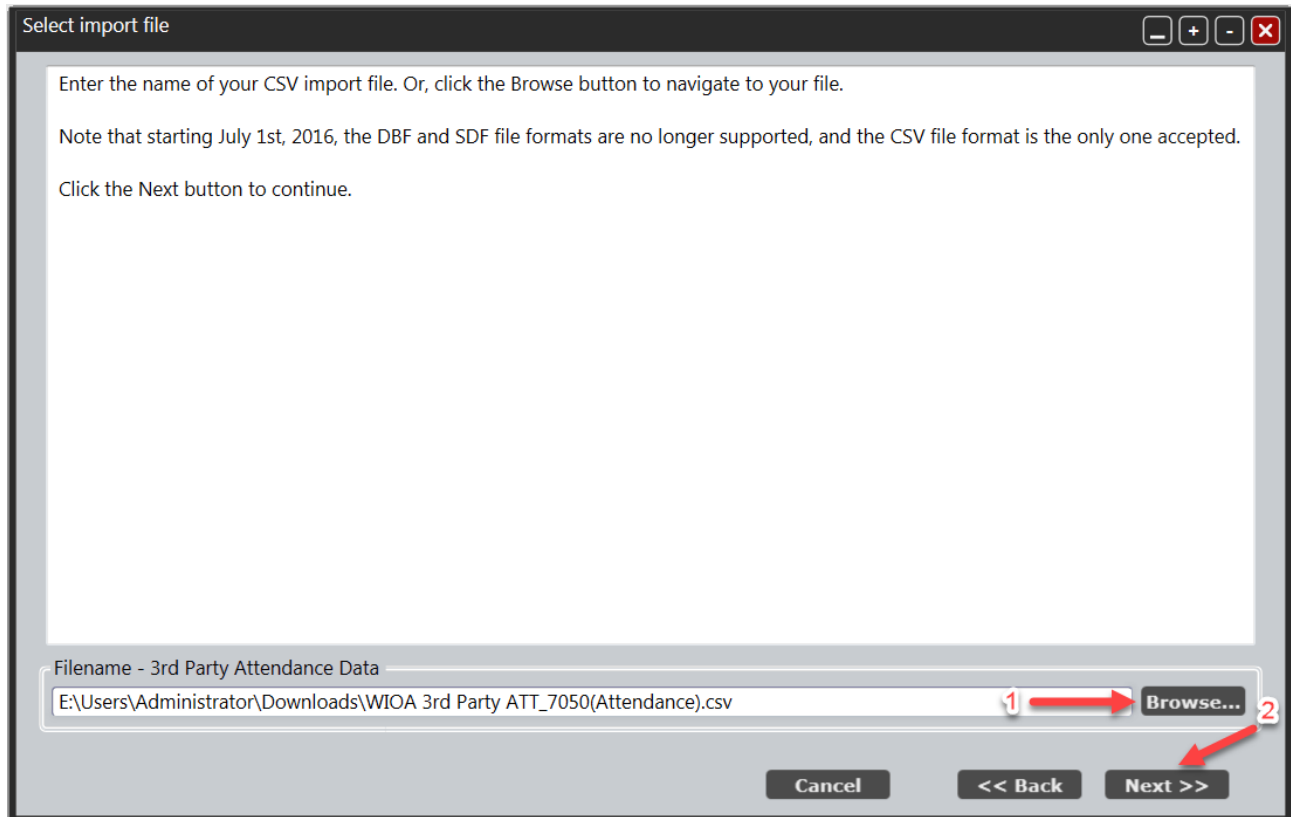 Select import file
Enter the name of your CSV import file. Or, click the Browse button to navigate to your file.
Note that starting July 1st, 2016, the DBF and SDF file formats are no longer supported, and the CSV file format is the only one accepted.
Click the Next button to continue.
Filename - 3rd Party Attendance Data
E:\Users\Administrator\Downloads\WIOA 3rd Party ATT_7050(Attendance).csv
1
Browse...
2
Cancel
<< Back
Next >>